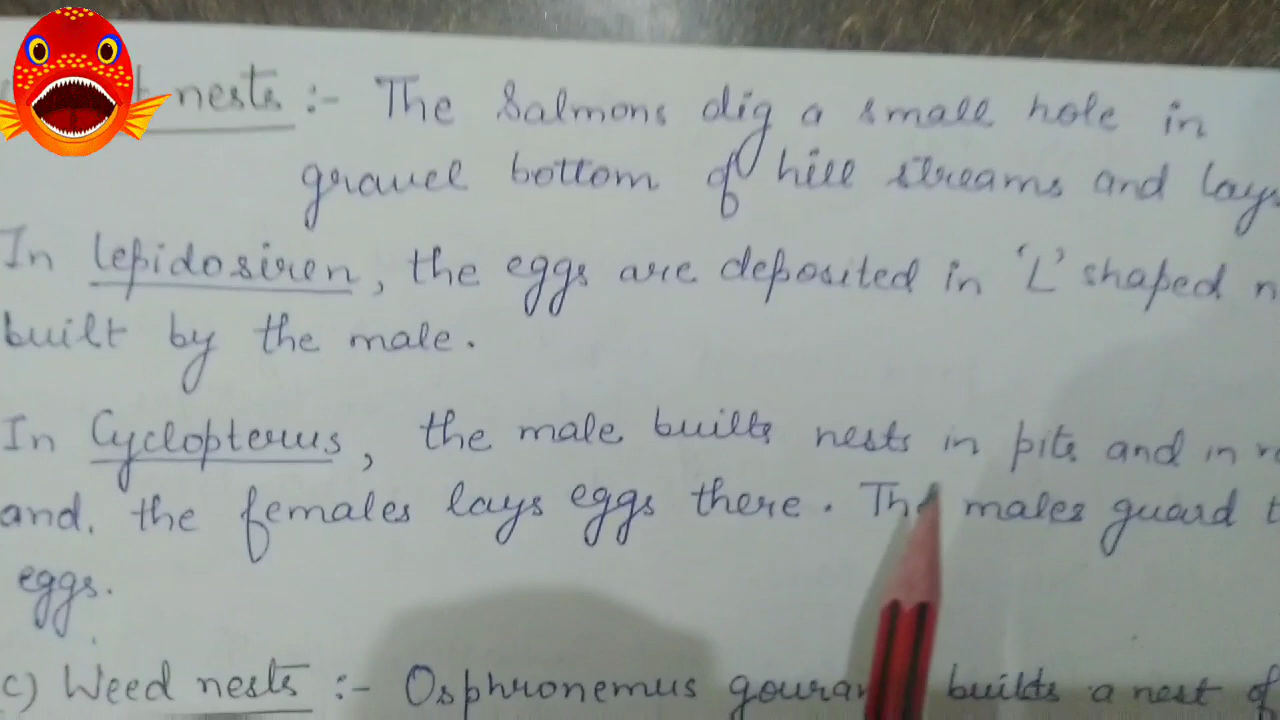 nests :- The Salmons dig a small hole in
gravel bottom of hill streams and lays
In Lepidosiren, the eggs are deposited in 'L' shaped
built by the male.
In Cyclopterus, the male builts nests in pits and in
and. the females lays eggs there. The males guard
eggs.
c) Weed nests :- Osphronemus builts a nest of